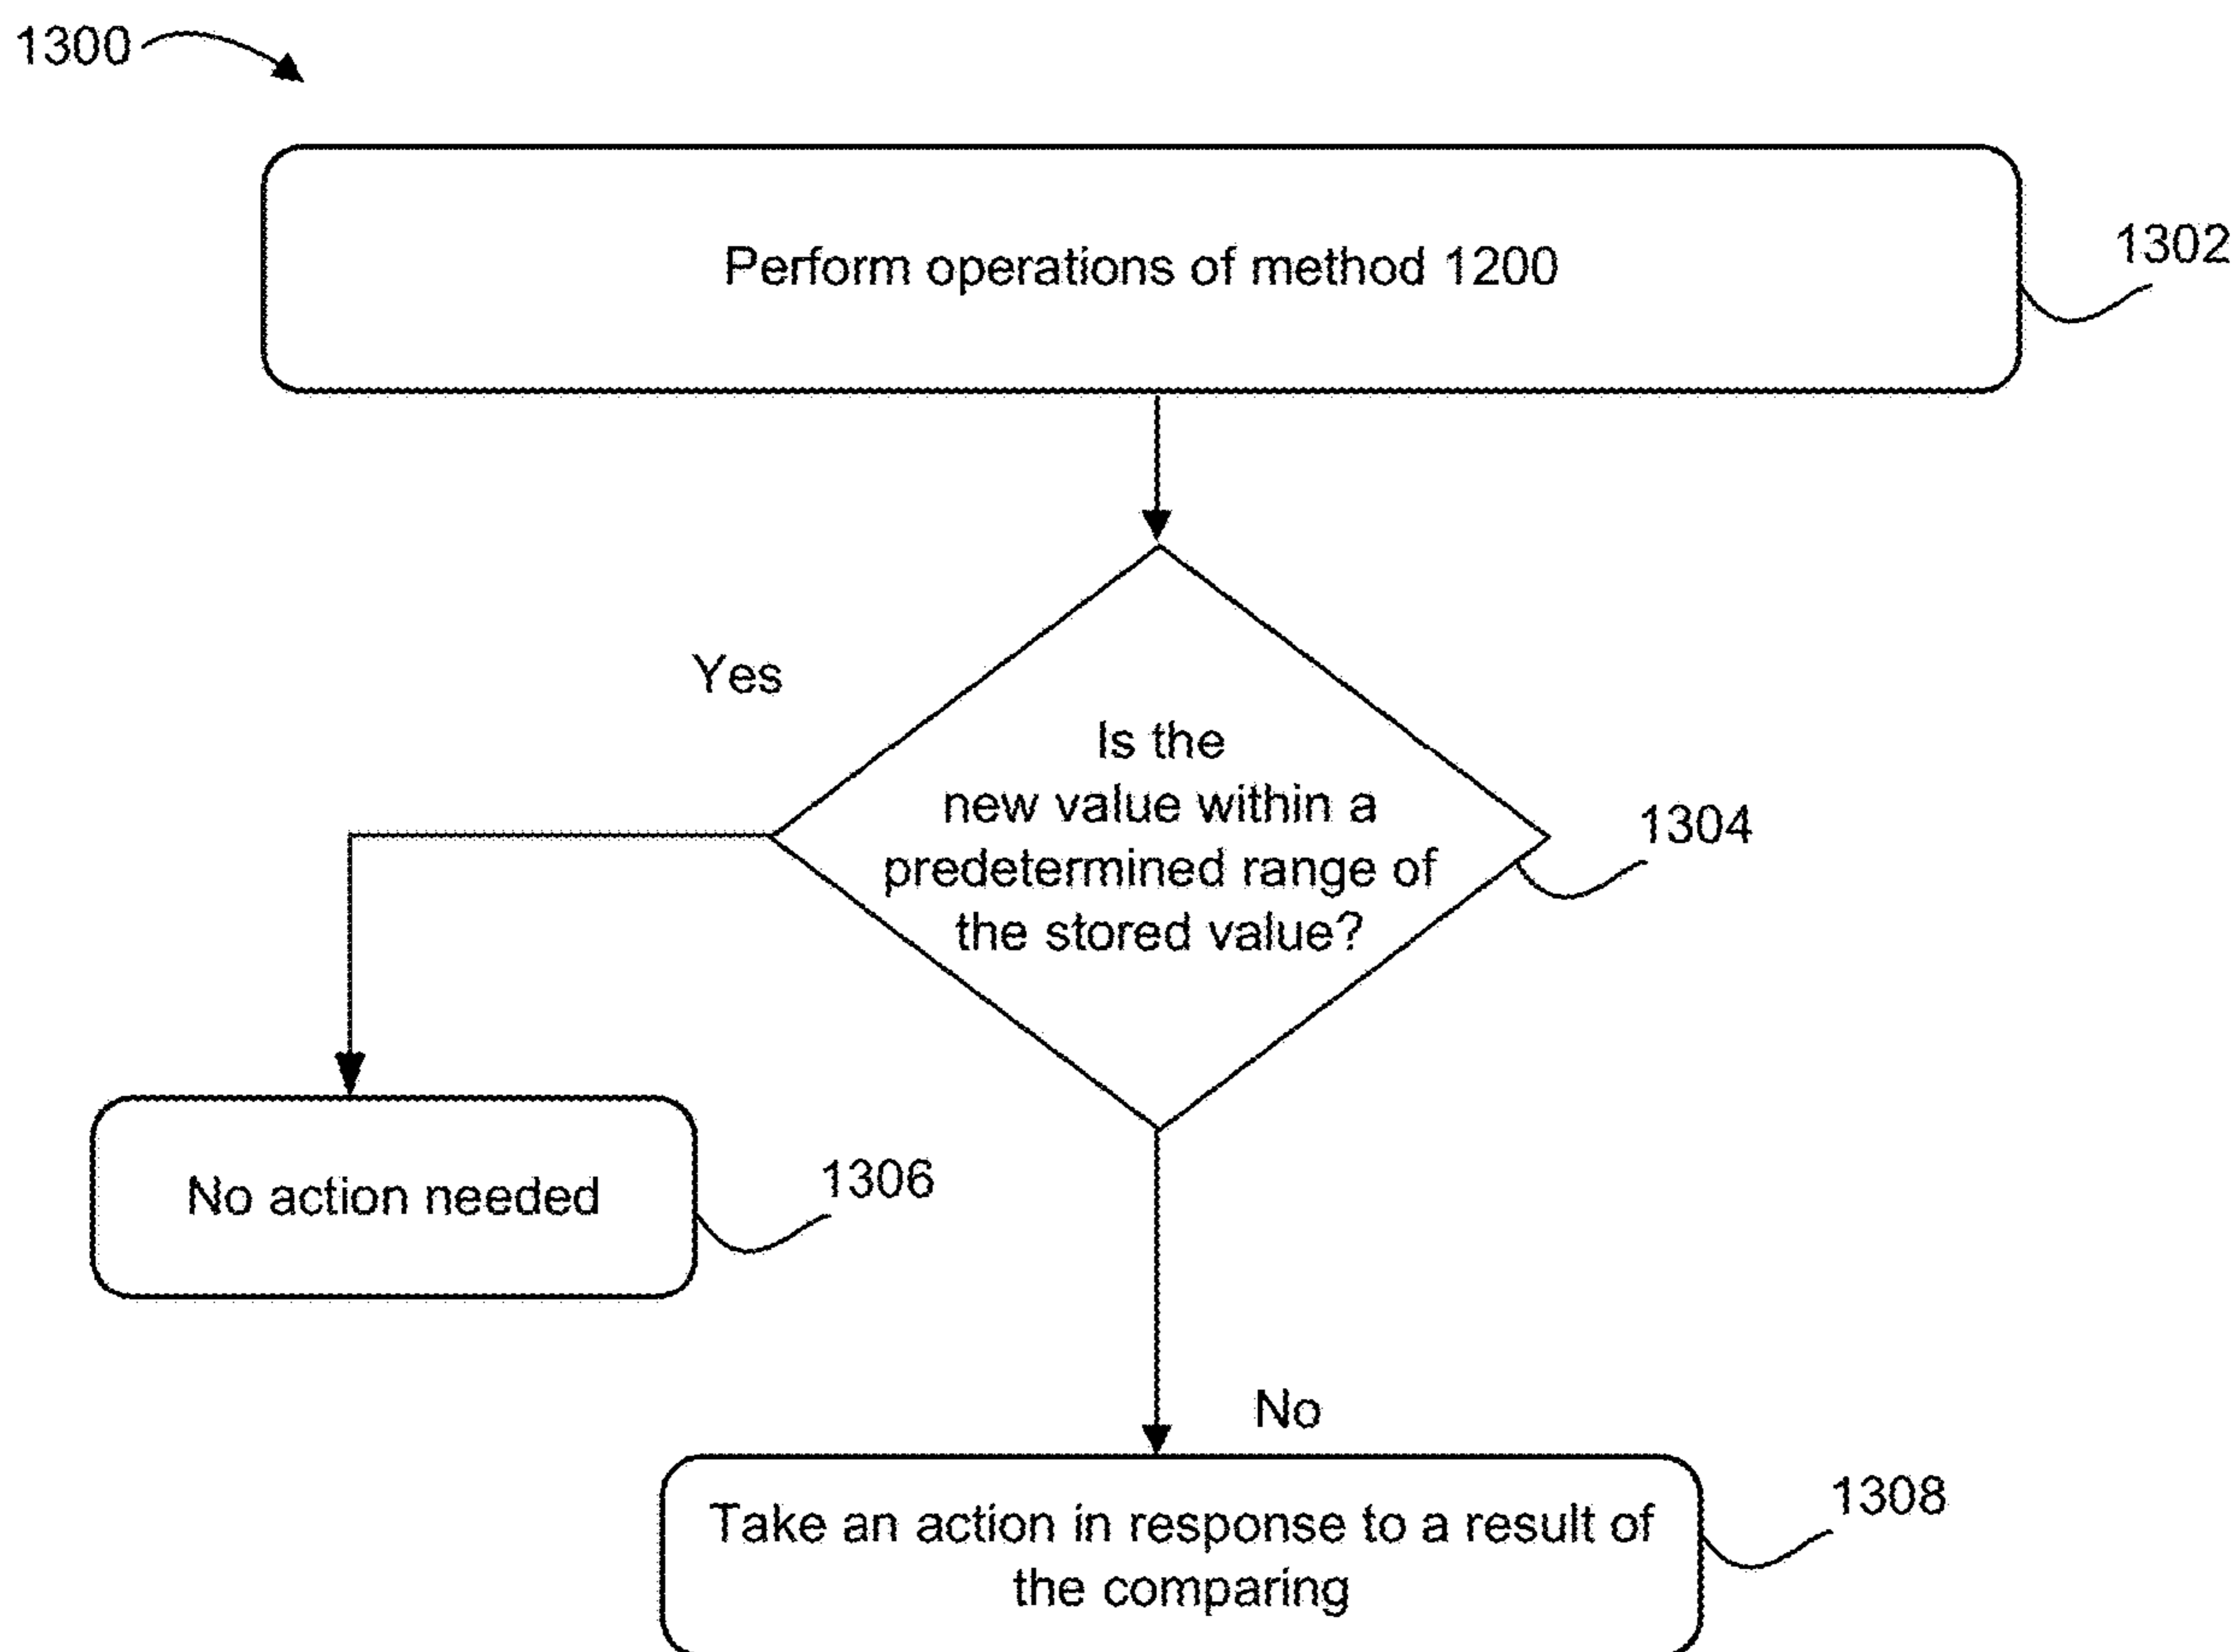 1300
Perform operations of method 1200
1302
Yes
Is the
new value within a
predetermined range of
the stored value?
1304
No action needed
1306
No
Take an action in response to a result of
the comparing
1308